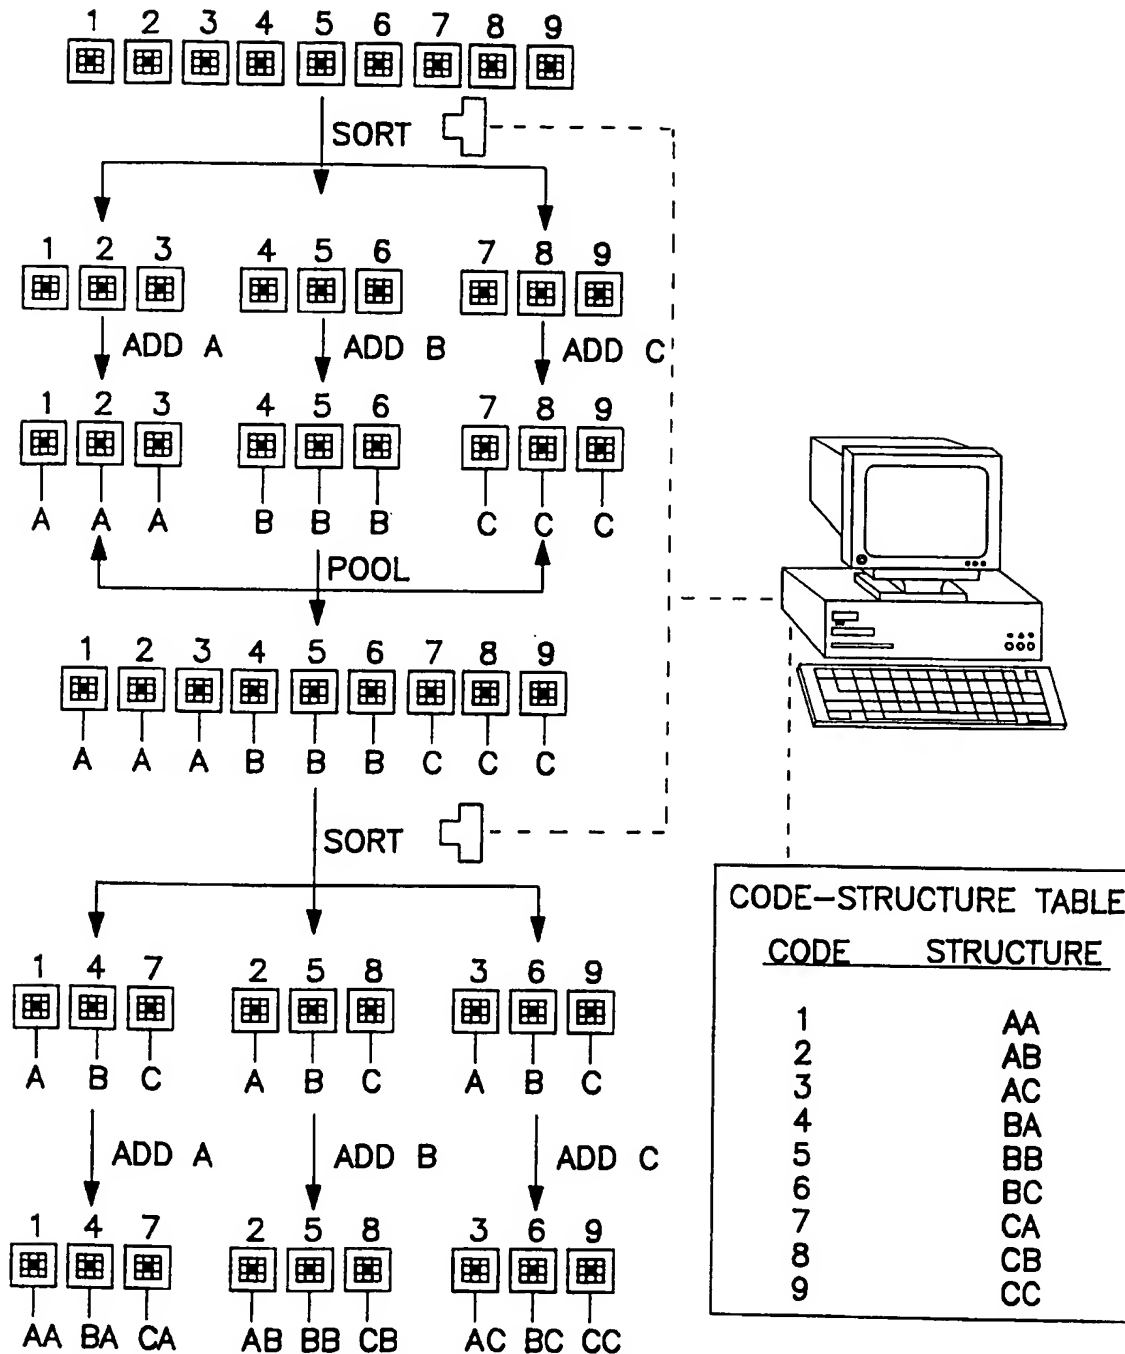 1 2 3 4 5 6 7 8 9
SORT
1 2 3 4 5 6 7 8 9
ADD A ADD B ADD C
1 2 3 4 5 6 7 8 9
A A A B B B C C C
POOL
1 2 3 4 5 6 7 8 9
A A A B B B C C C
SORT
1 4 7 2 5 8 3 6 9
A B C A B C A B C
ADD A ADD B ADD C
1 4 7 2 5 8 3 6 9
AA BA CA AB BB CB AC BC CC
CODE-STRUCTURE TABLE
CODE STRUCTURE
1 AA
2 AB
3 AC
4 BA
5 BB
6 BC
7 CA
8 CB
9 CC